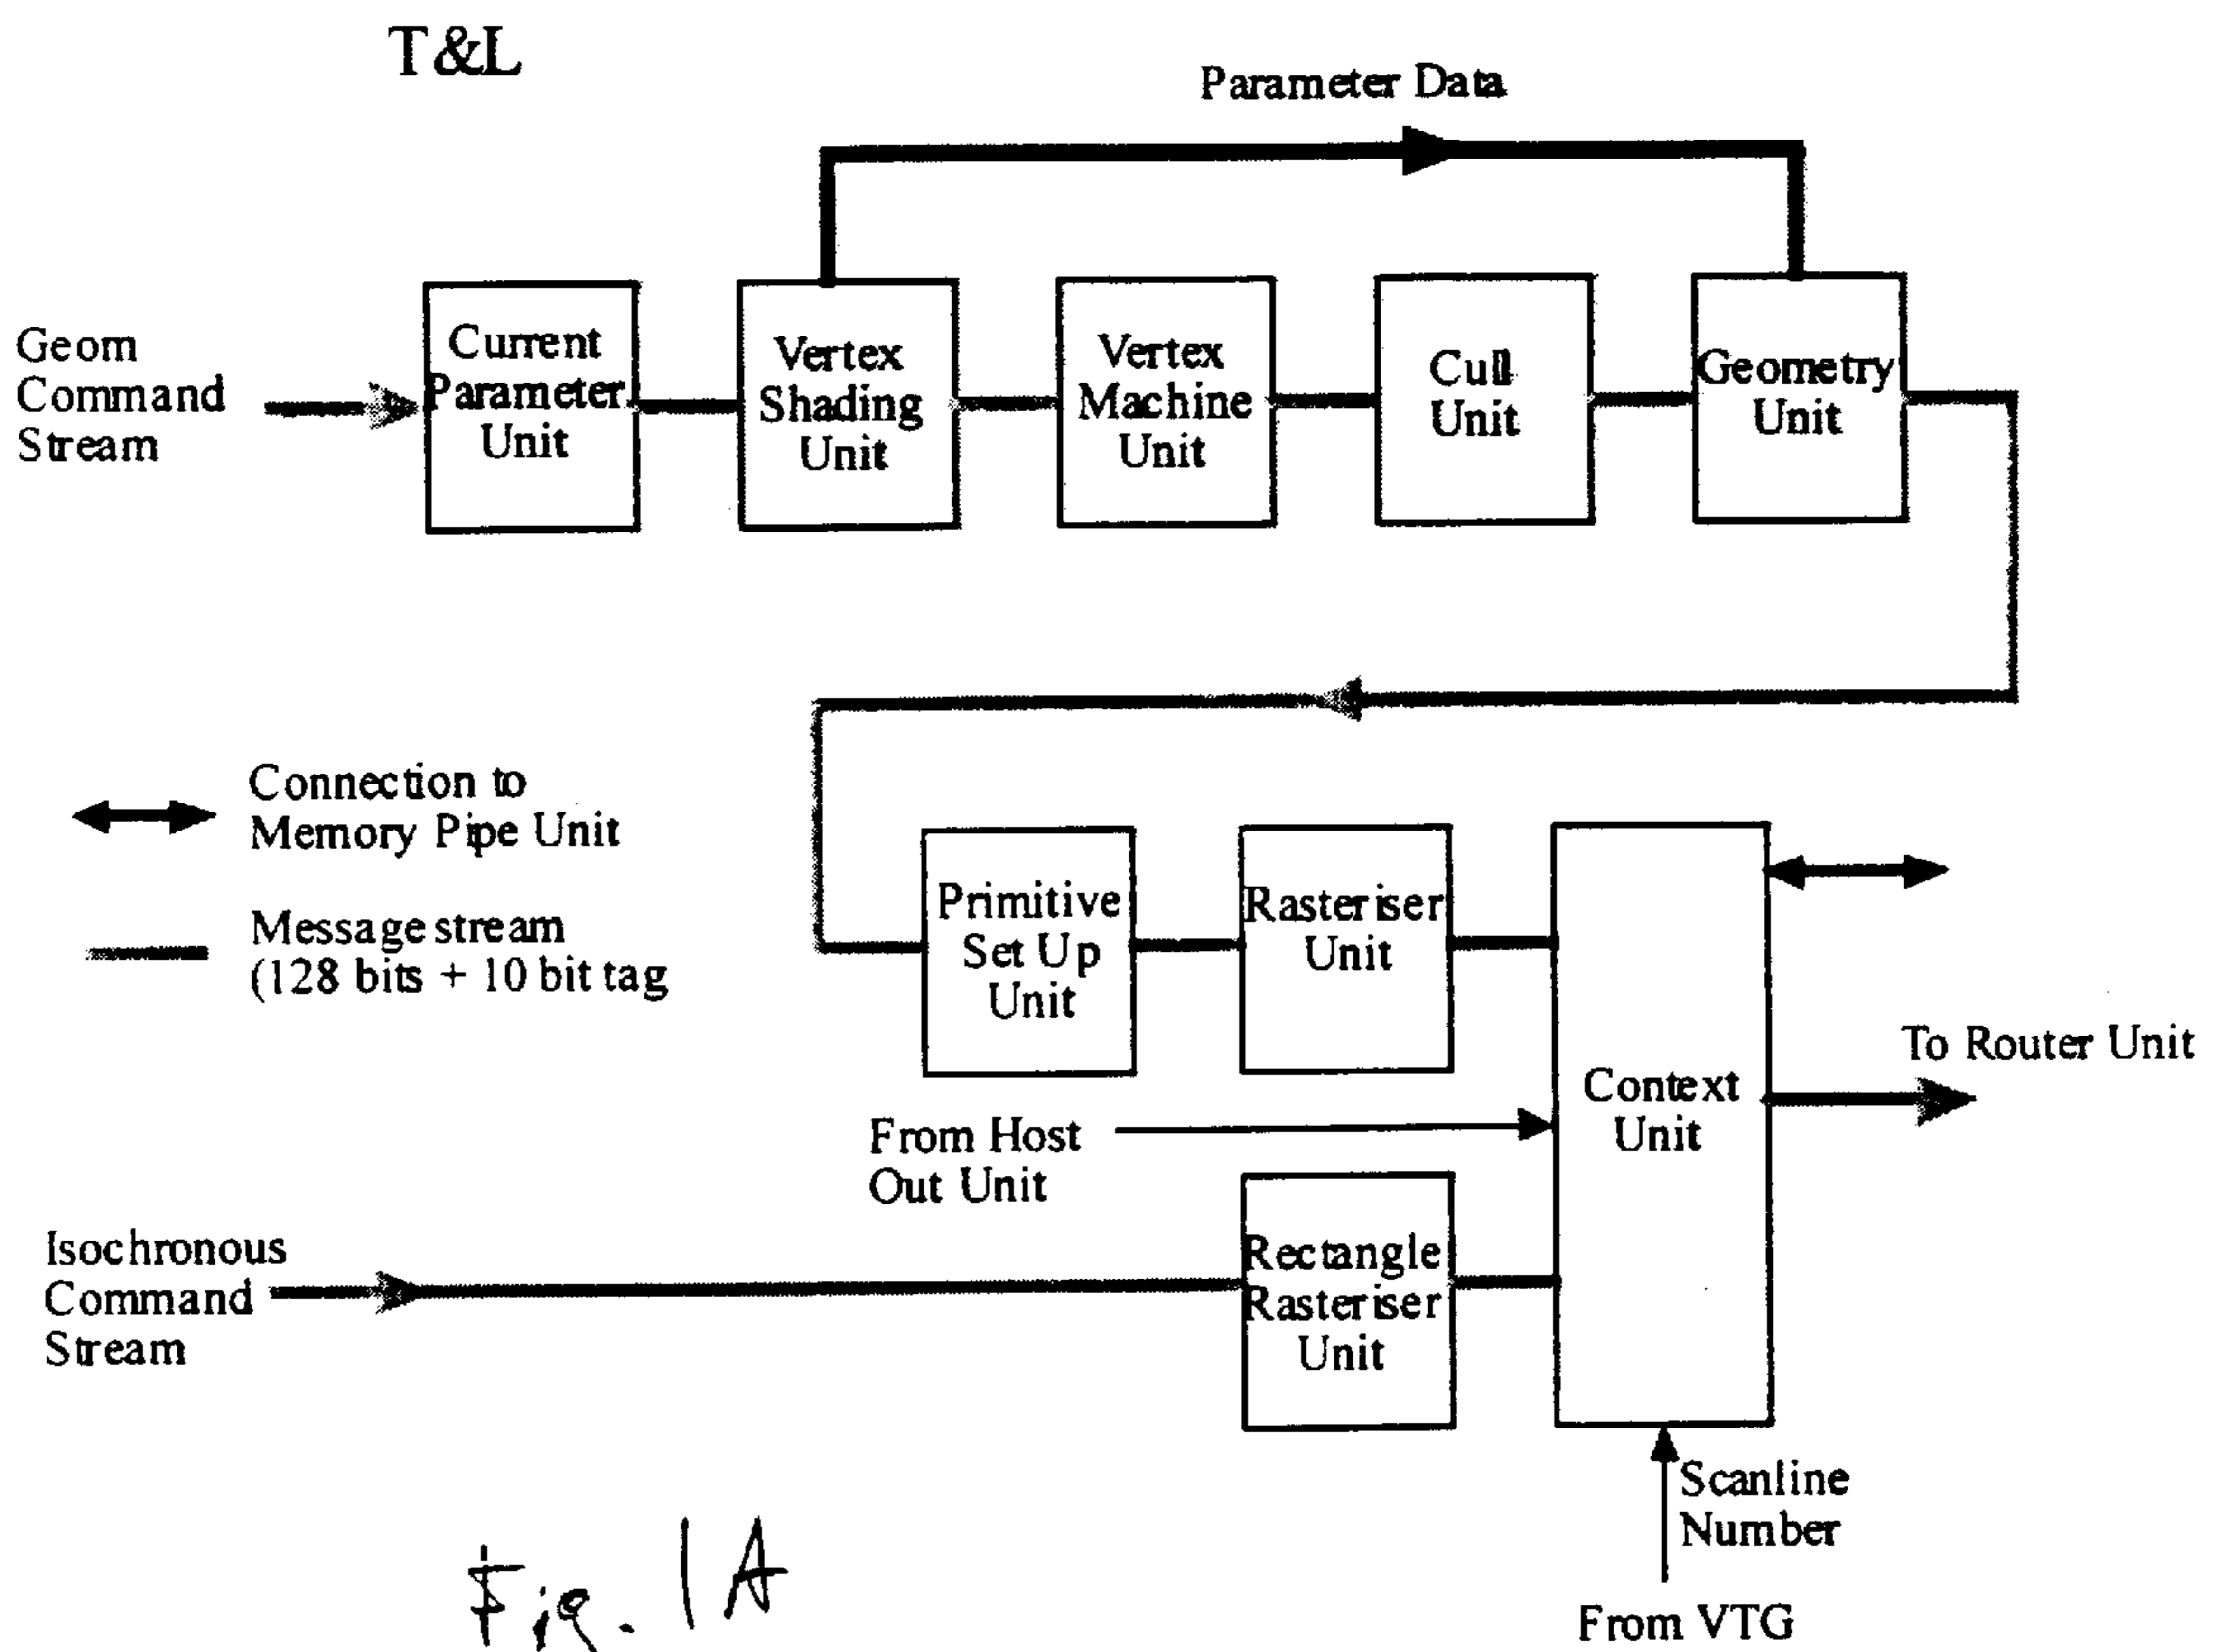 T&L
Parameter Data
Geom
Command
Stream
Current
Parameter
Unit
Vertex
Shading
Unit
Vertex
Machine
Unit
Cull
Unit
Geometry
Unit
Connection to
Memory Pipe Unit
Message stream
(128 bits + 10 bit tag
Primitive
Set Up
Unit
Rasteriser
Unit
Context
Unit
To Router Unit
From Host
Out Unit
Isochronous
Command
Stream
Rectangle
Rasteriser
Unit
Scanline
Number
From VTG
Fig. 1A